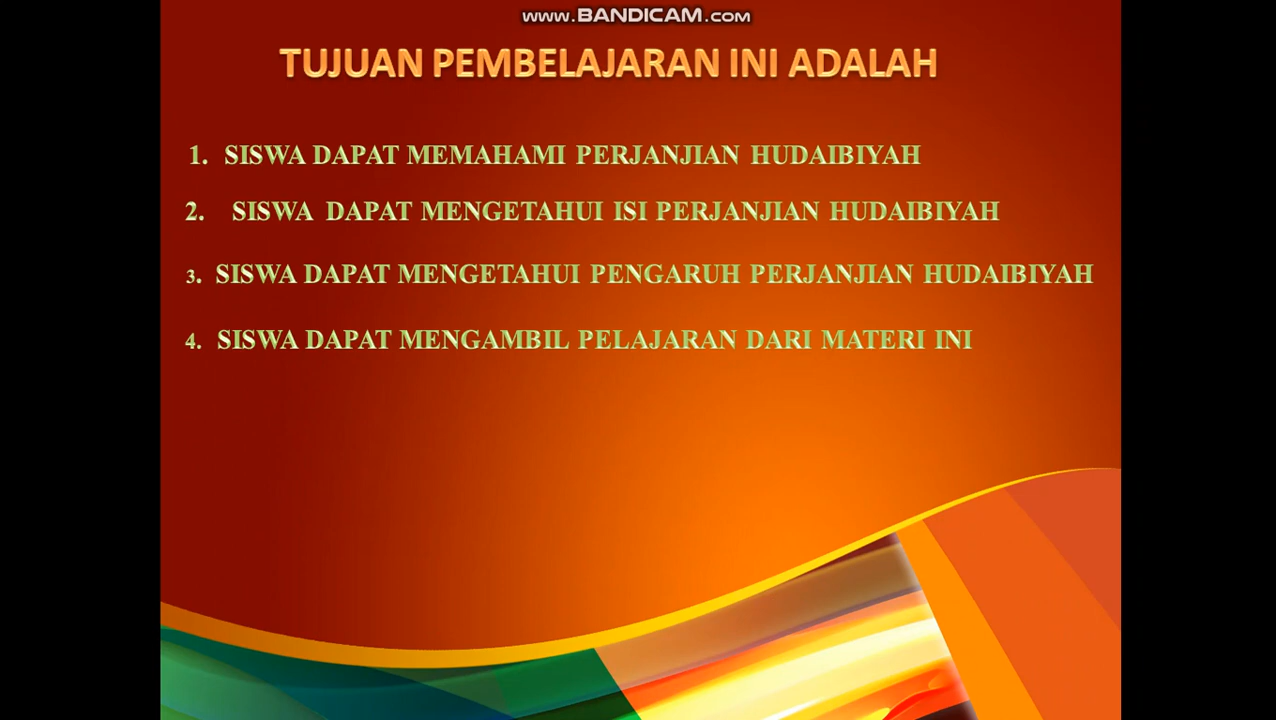 www.BANDICAM.com
TUJUAN PEMBELAJARAN INI ADALAH
1. SISWA DAPAT MEMAHAMI PERJANJIAN HUDAIBIYAH
2. SISWA DAPAT MENGETAHUI ISI PERJANJIAN HUDAIBIYAH
3. SISWA DAPAT MENGETAHUI PENGARUH PERJANJIAN HUDAIBIYAH
4. SISWA DAPAT MENGAMBIL PELAJARAN DARI MATERI INI